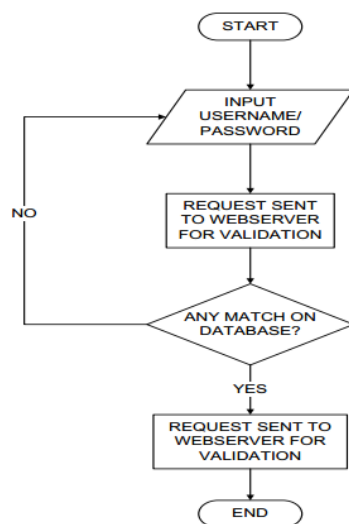 START
INPUT
USERNAME/
PASSWORD
REQUEST SENT
TO WEBSERVER
FOR VALIDATION
NO
ANY MATCH ON
DATABASE?
YES
REQUEST SENT TO
WEBSERVER FOR
VALIDATION
END